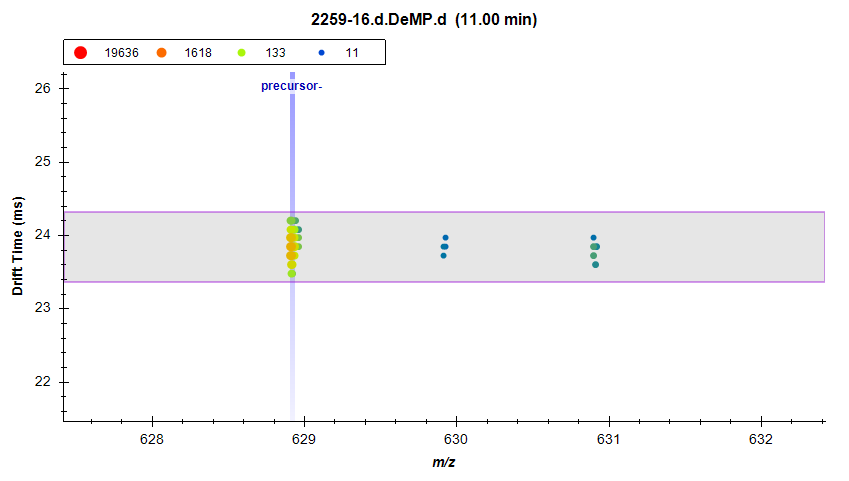 2259-16.d.DeMP.d (11.00 min)
19636 1618 133 11
precursor-
26
25
24
23
22
Drift Time (ms)
628 629 630 631 632
m/z